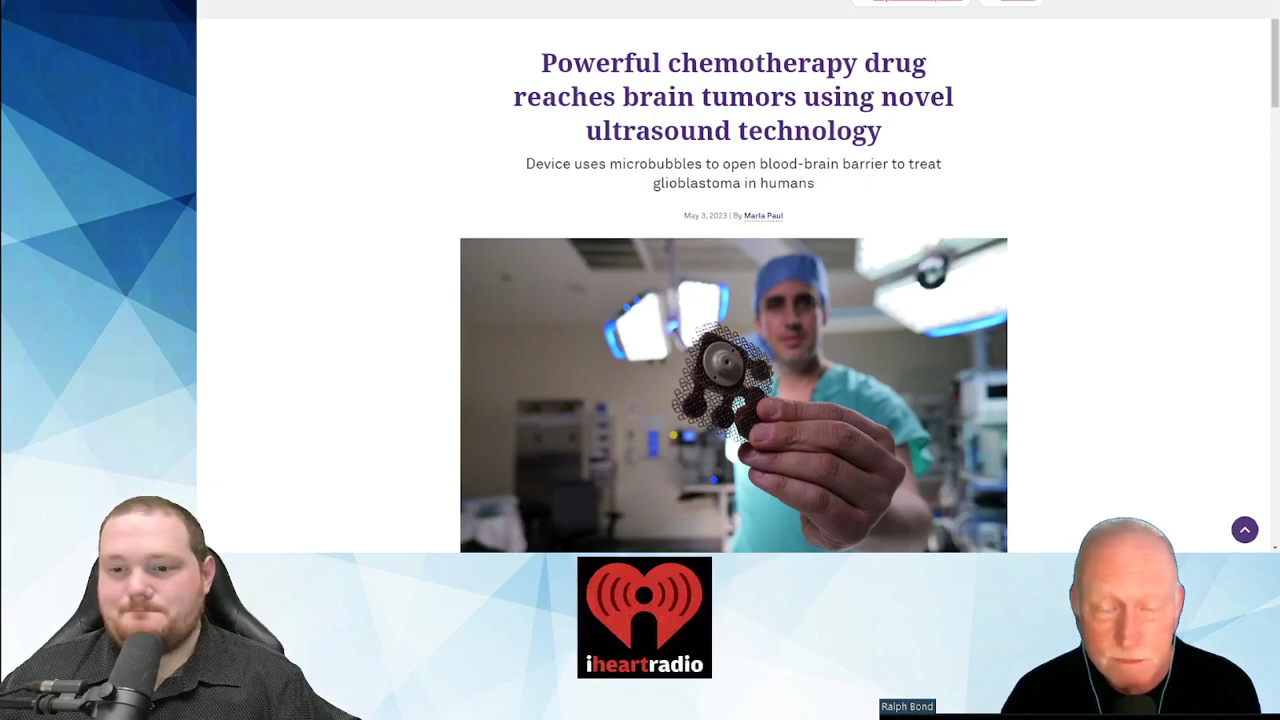 Powerful chemotherapy drug
reaches brain tumors using novel
ultrasound technology
Device uses microbubbles to open blood-brain barrier to treat
glioblastoma in humans
May 3, 2023 | By Marla Paul
iheartradio
Ralph Bond